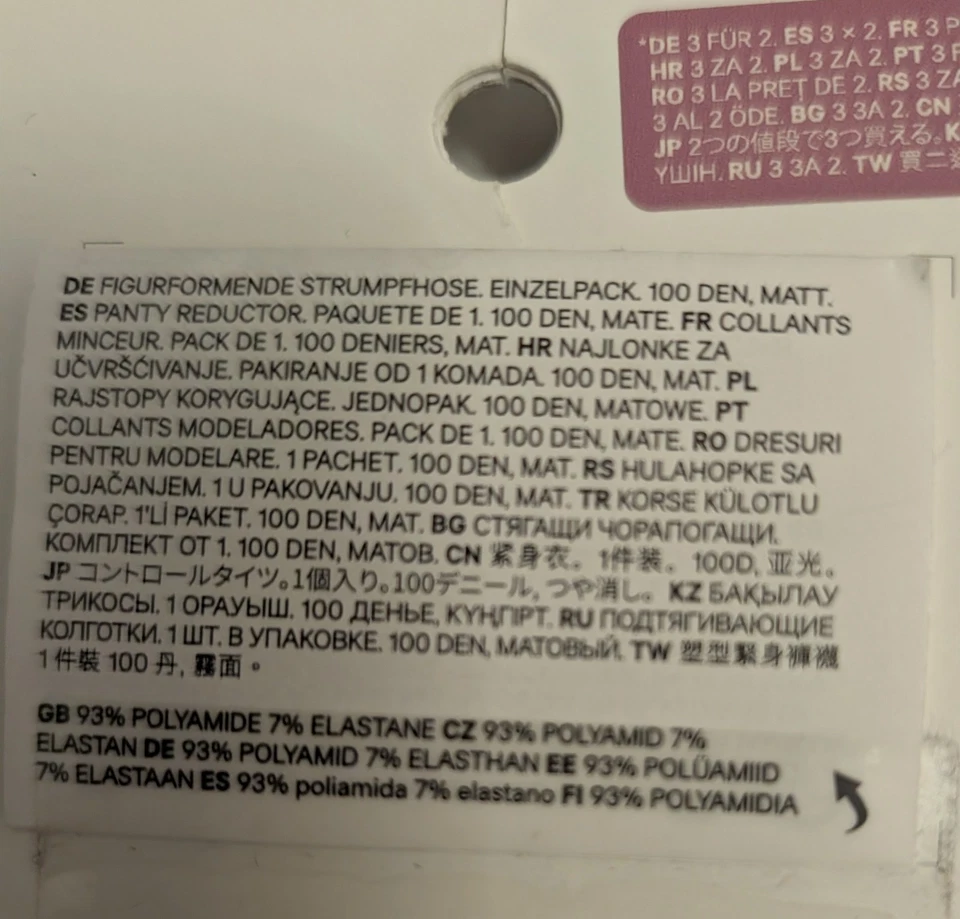 *DE 3 FÜR 2. ES 3 × 2. FR 3
HR 3 ZA 2. PL 3 ZA 2. PT 3
RO 3 LA PREȚ DE 2. RS 3 ZA
3 AL 2 ÖDE. BG 3 ЗА 2. CN
JP 2つの値段で3つ買える。
УШІН. RU 3 ЗА 2. TW 買二
DE FIGURFORMENDE STRUMPFHOSE. EINZELPACK. 100 DEN, MATT.
ES PANTY REDUCTOR. PAQUETE DE 1. 100 DEN, MATE. FR COLLANTS
MINCEUR. PACK DE 1. 100 DENIERS, MAT. HR NAJLONKE ZA
UČVRŠĆIVANJE. PAKIRANJE OD 1 KOMADA. 100 DEN, MAT. PL
RAJSTOPY KORYGUJĄCE. JEDNOPAK. 100 DEN, MATOWE. PT
COLLANTS MODELADORES. PACK DE 1. 100 DEN, MATE. RO DRESURI
PENTRU MODELARE. 1 PACHET. 100 DEN, MAT. RS HULAHOPKE SA
POJAČANJEM. 1 U PAKOVANJU. 100 DEN, MAT. TR KORSE KÜLOTLU
ÇORAP. 1'Lİ PAKET. 100 DEN, MAT. BG СТЯГАЩИ ЧОРАПОГАЩИ.
КОМПЛЕКТ ОТ 1. 100 DEN, МАТОВ. CN 紧身衣。1件装。100D, 亚光。
JP コントロールタイツ。1個入り。100デニール, つや消し。 KZ БАҚЫЛАУ
ТРИКОСЫ. 1 ОРАУЫШ. 100 ДЕНЬЕ, КҮҢГІРТ. RU ПОДТЯГИВАЮЩИЕ
КОЛГОТКИ. 1 ШТ. В УПАКОВКЕ. 100 DEN, МАТОВЫЙ. TW 塑型緊身褲襪
1 件裝 100 丹, 霧面。
GB 93% POLYAMIDE 7% ELASTANE CZ 93% POLYAMID 7%
ELASTAN DE 93% POLYAMID 7% ELASTHAN EE 93% POLÜAMIID
7% ELASTAAN ES 93% poliamida 7% elastano FI 93% POLYAMIDIA